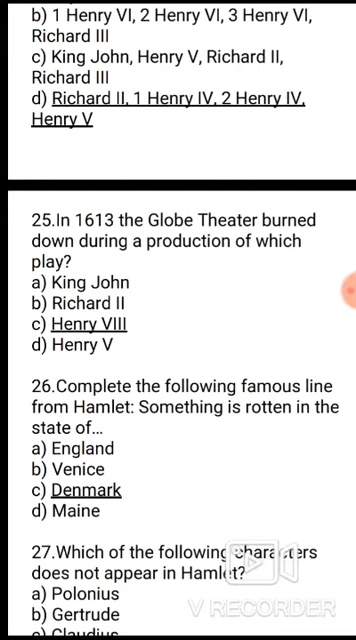 b) 1 Henry VI, 2 Henry VI, 3 Henry VI,
Richard III
c) King John, Henry V, Richard II,
Richard III
d) Richard II, 1 Henry IV, 2 Henry IV,
Henry V
25.In 1613 the Globe Theater burned
down during a production of which
play?
a) King John
b) Richard II
c) Henry VIII
d) Henry V
26.Complete the following famous line
from Hamlet: Something is rotten in the
state of...
a) England
b) Venice
c) Denmark
d) Maine
27.Which of the following characters
does not appear in Hamlet?
a) Polonius
b) Gertrude
c) Claudius
V RECORDER